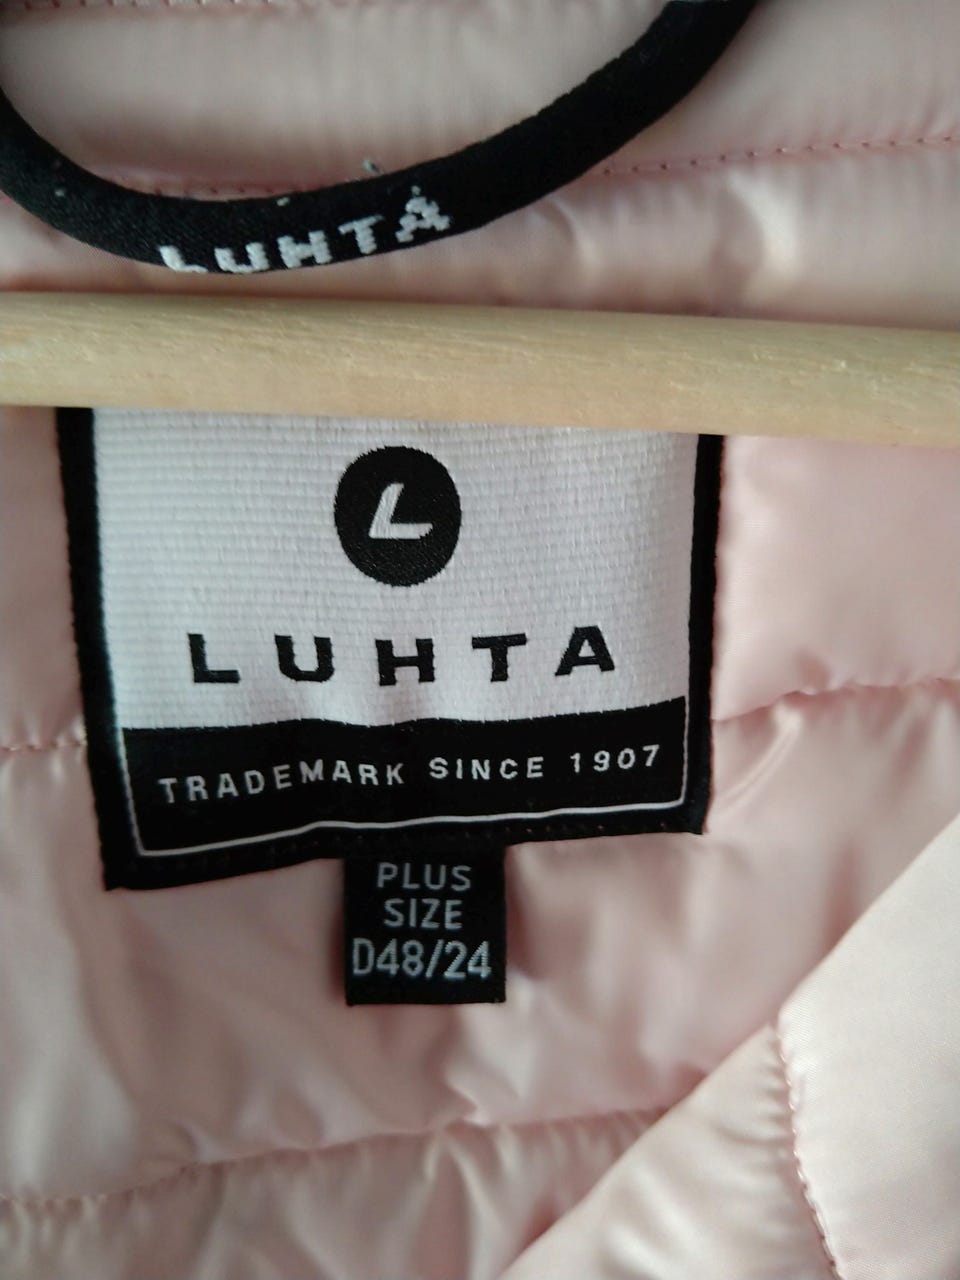 LUHTA
L
LUHTA
TRADEMARK SINCE 1907
PLUS
SIZE
D48/24